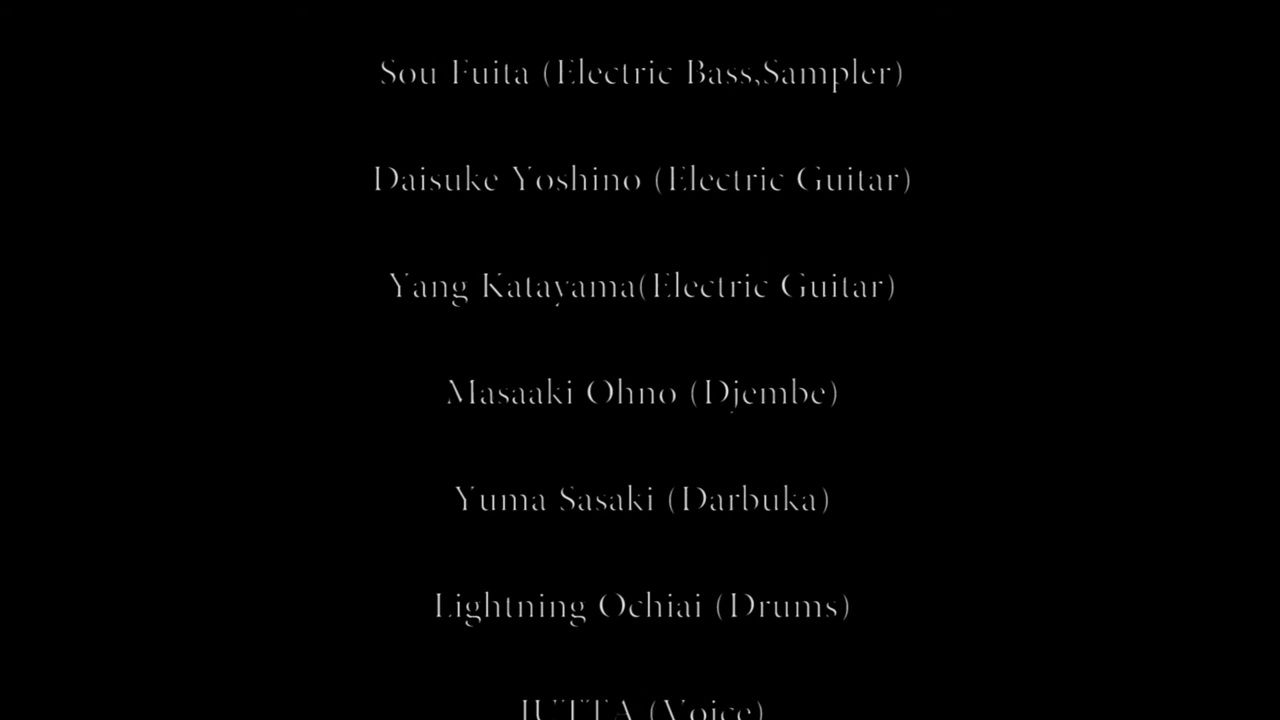 Sou Fuita (Electric Bass,Sampler)
Daisuke Yoshino (Electric Guitar)
Yang Katayama(Electric Guitar)
Masaaki Ohno (Djembe)
Yuma Sasaki (Darbuka)
Lightning Ochiai (Drums)
(Voice)